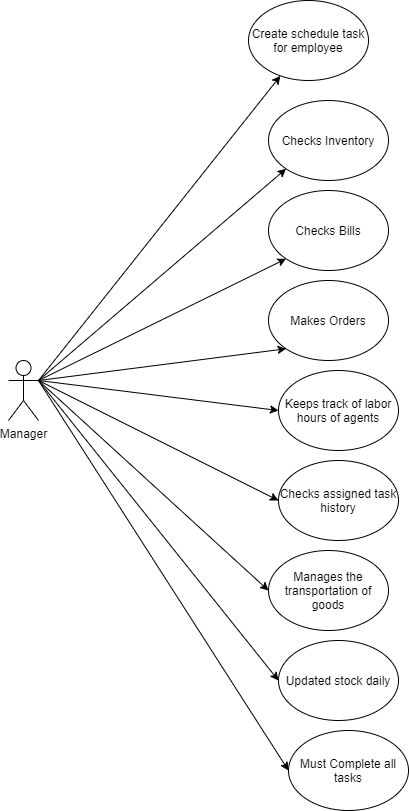 Create schedule task
for employee
Checks Inventory
Checks Bills
Makes Orders
Keeps track of labor
hours of agents
Manager
Checks assigned task
history
Manages the
transportation of
goods
Updated stock daily
Must Complete all
tasks